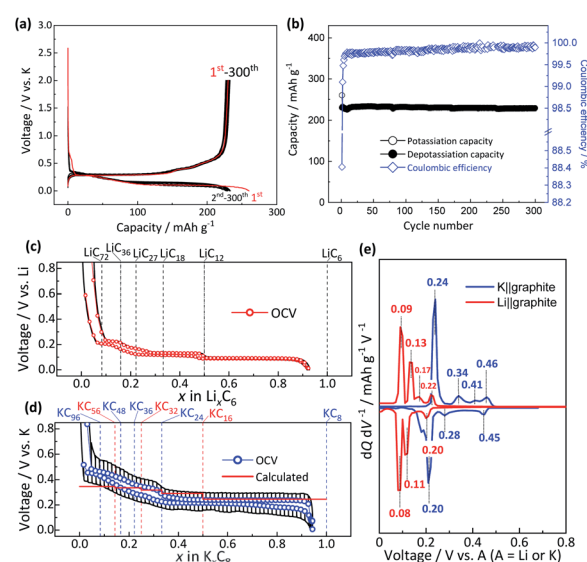 (a)
3.0
2.5
2.0
1.5
1.0
0.5
0.0
Voltage / V vs. K
1st-300th
2nd-300th
1st
0 50 100 150 200 250 300
Capacity / mAh g-1
(b)
400
300
200
100
0
Capacity / mAh g-1
100.0
99.5
99.0
98.5
88.4
88.3
88.2
Coulombic efficiency / %
Potassiation capacity
Depotassiation capacity
Coulombic efficiency
0 50 100 150 200 250 300
Cycle number
(c)
LiC72 LiC36 LiC27 LiC18 LiC12 LiC6
0.8
0.6
0.4
0.2
0.0
Voltage / V vs. Li
OCV
0.0 0.2 0.4 0.6 0.8 1.0
x in LixC6
(d)
KC96 KC56 KC48 KC36 KC32 KC24 KC16 KC8
0.8
0.6
0.4
0.2
0.0
Voltage / V vs. K
OCV
Calculated
0.0 0.2 0.4 0.6 0.8 1.0
x in KxC8
(e)
K||graphite
Li||graphite
0.24
0.09
0.13
0.17
0.22
0.34
0.41
0.46
0.20
0.28
0.45
0.11
0.08
0.20
dQ dV-1 / mAh g-1 V-1
0.0 0.2 0.4 0.6 0.8
Voltage / V vs. A (A = Li or K)